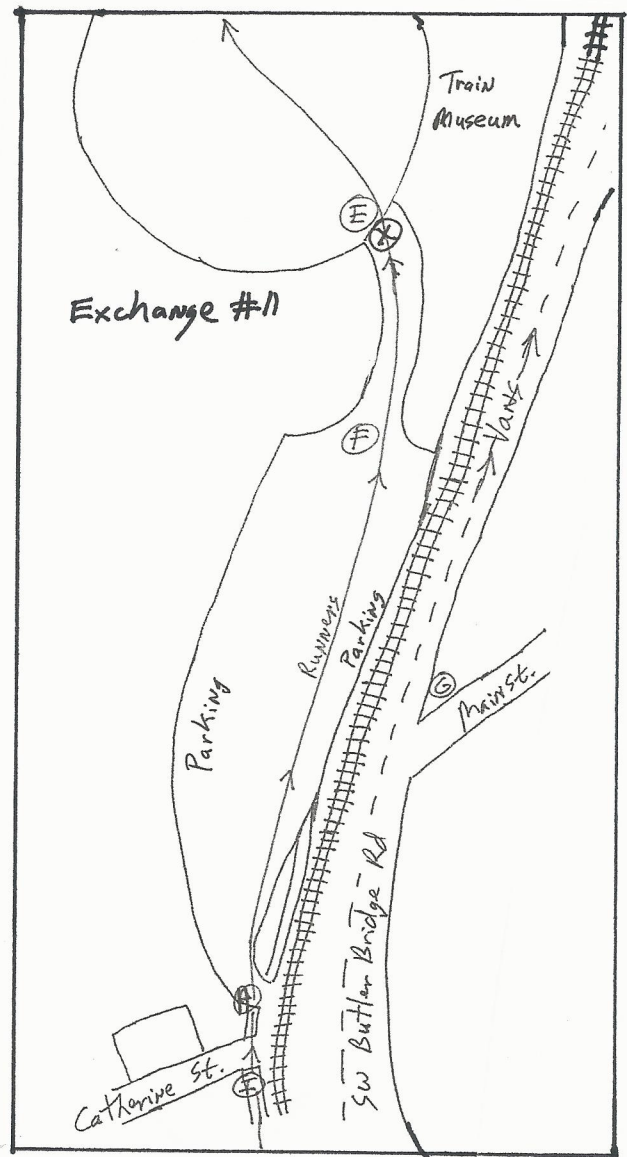 Train
Museum
E
X
Exchange #11
Vans
F
Runners
Parking
Parking
G
Main St.
SW Butler Bridge Rd
Catherine St.